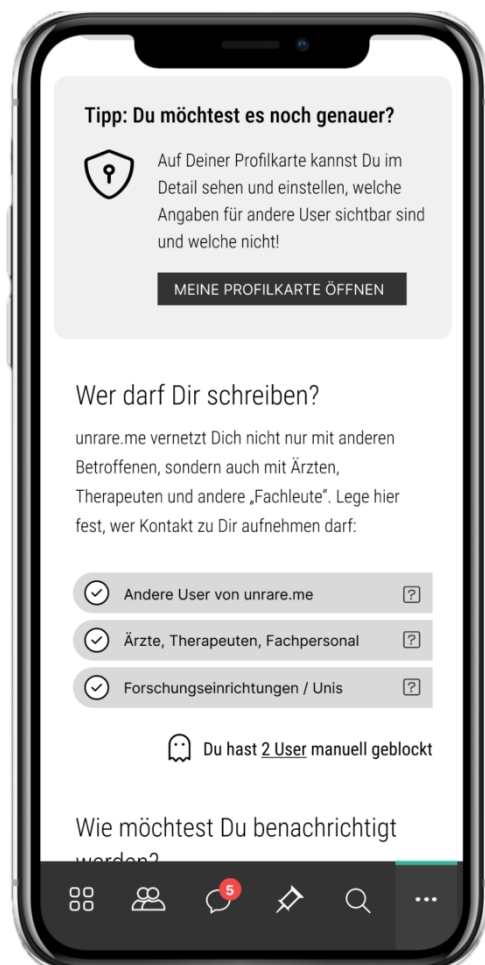 Tipp: Du möchtest es noch genauer?
Auf Deiner Profilkarte kannst Du im
Detail sehen und einstellen, welche
Angaben für andere User sichtbar sind
und welche nicht!
MEINE PROFILKARTE ÖFFNEN
Wer darf Dir schreiben?
unrare.me vernetzt Dich nicht nur mit anderen
Betroffenen, sondern auch mit Ärzten,
Therapeuten und andere „Fachleute“. Lege hier
fest, wer Kontakt zu Dir aufnehmen darf:
Andere User von unrare.me ?
Ärzte, Therapeuten, Fachpersonal ?
Forschungseinrichtungen / Unis ?
Du hast 2 User manuell geblockt
Wie möchtest Du benachrichtigt
werden?
5